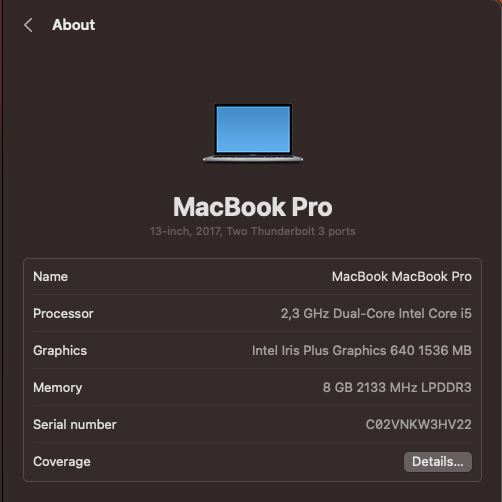 About
MacBook Pro
13-inch, 2017, Two Thunderbolt 3 ports
Name MacBook MacBook Pro
Processor 2,3 GHz Dual-Core Intel Core i5
Graphics Intel Iris Plus Graphics 640 1536 MB
Memory 8 GB 2133 MHz LPDDR3
Serial number C02VNKW3HV22
Coverage Details...